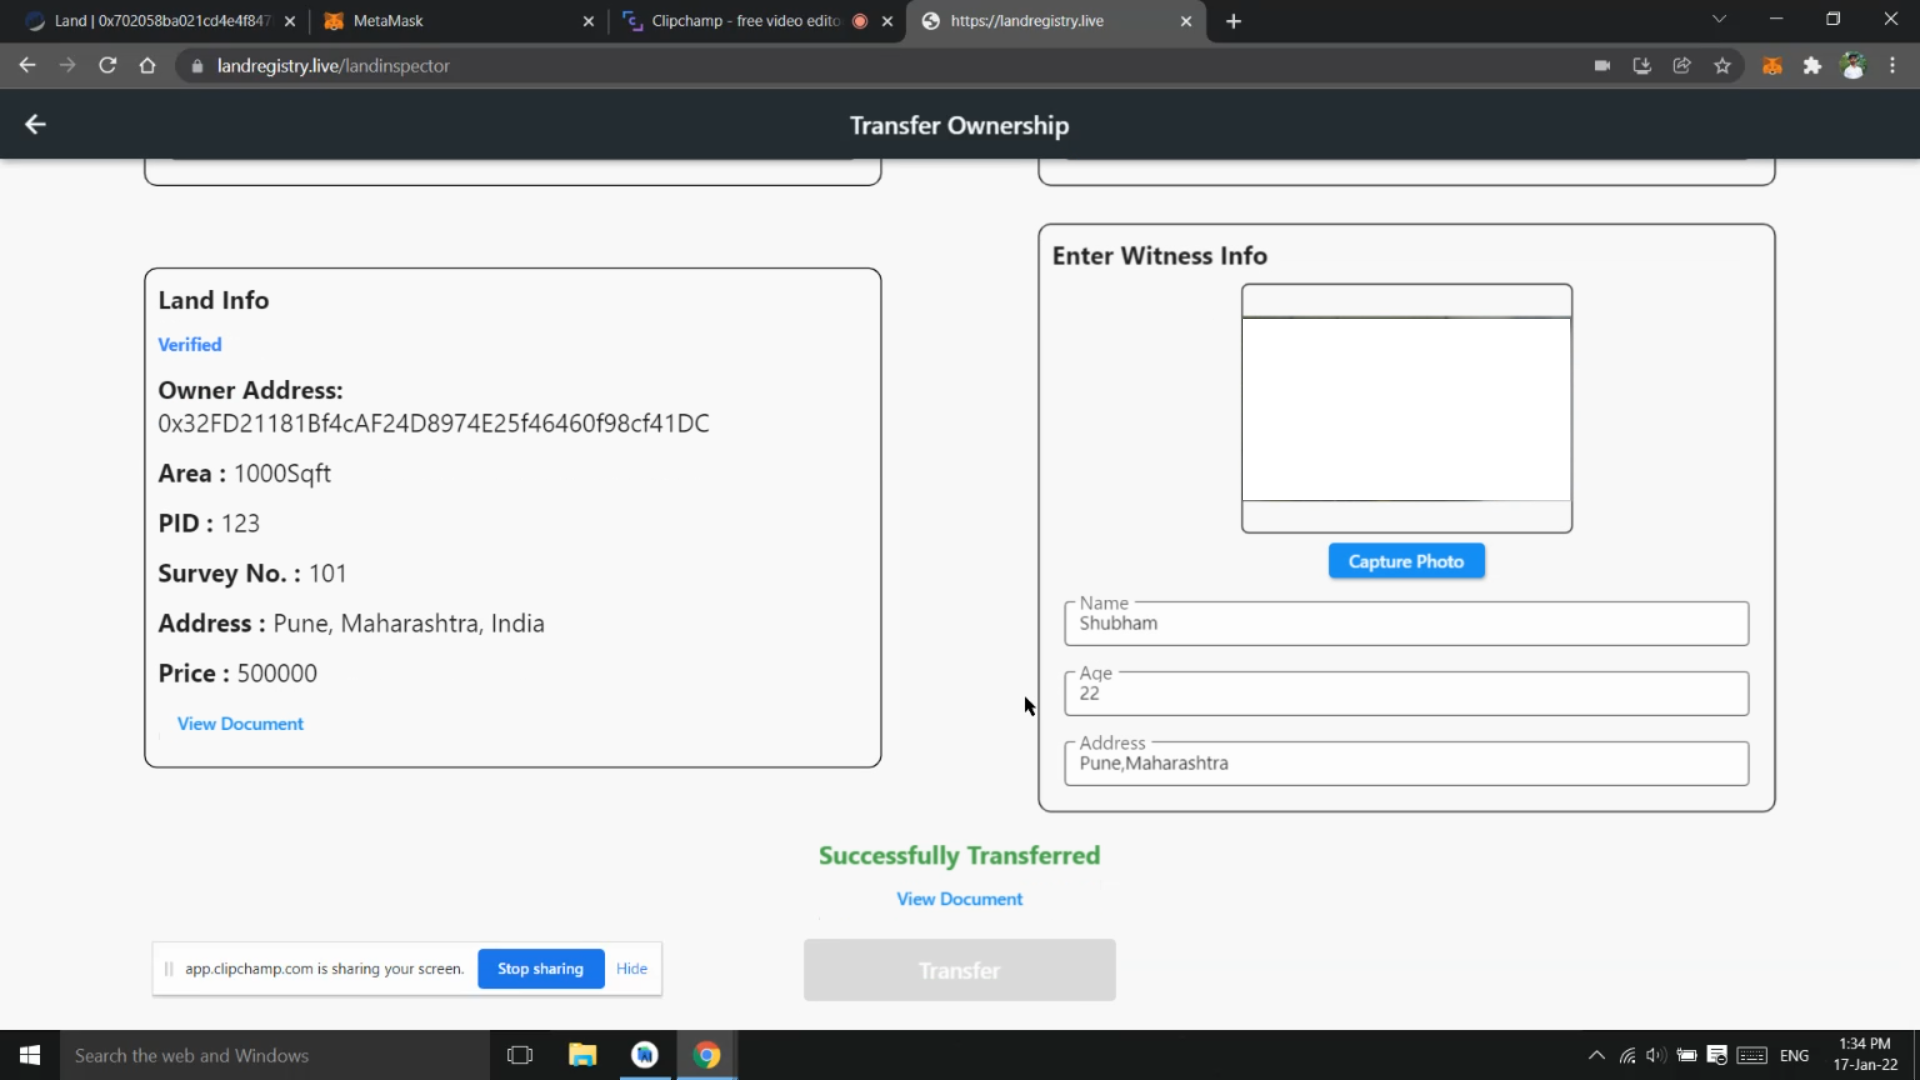 Land | 0x702058ba021cd4e4f847
MetaMask
Clipchamp - free video edito
https://landregistry.live
landregistry.live/landinspector
Transfer Ownership
Land Info
Verified
Owner Address:
0x32FD21181Bf4cAF24D8974E25f46460f98cf41DC
Area : 1000Sqft
PID : 123
Survey No. : 101
Address : Pune, Maharashtra, India
Price : 500000
View Document
Enter Witness Info
Capture Photo
Name
Shubham
Age
22
Address
Pune,Maharashtra
Successfully Transferred
View Document
Transfer
app.clipchamp.com is sharing your screen.
Stop sharing
Hide
Search the web and Windows
ENG
1:34 PM
17-Jan-22